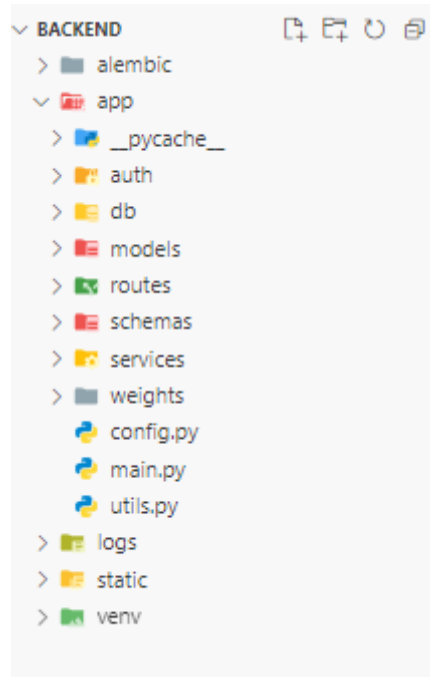 BACKEND
alembic
app
__pycache__
auth
db
models
routes
schemas
services
weights
config.py
main.py
utils.py
logs
static
venv